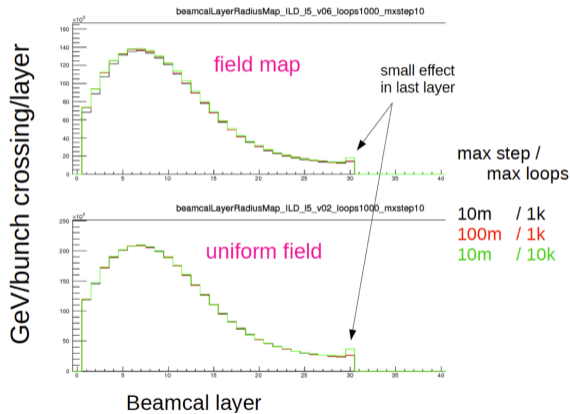 beamcalLayerRadiusMap_ILD_l5_v06_loops1000_mxstep10
160
140
120
100
80
60
40
20
0
0 5 10 15 20 25 30 35 40
field map
small effect
in last layer
GeV/bunch crossing/layer
max step /
max loops
10m / 1k
100m / 1k
10m / 10k
beamcalLayerRadiusMap_ILD_l5_v02_loops1000_mxstep10
250
200
150
100
50
0
0 5 10 15 20 25 30 35 40
uniform field
Beamcal layer